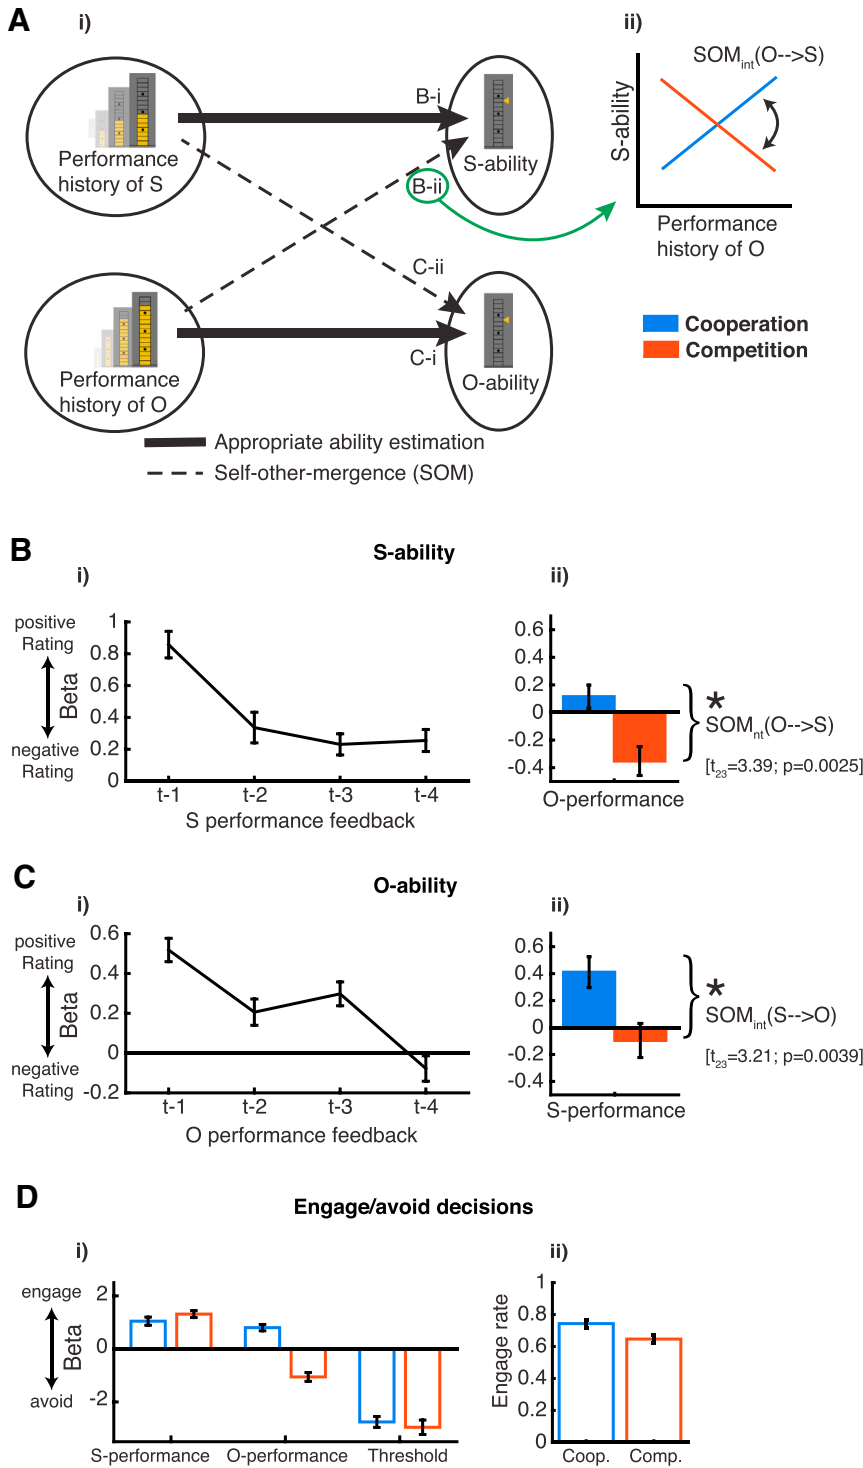 A
i)
ii)
SOMint(O-->S)
B-i
S-ability
Performance
history of S
S-ability
B-ii
Performance
history of O
C-ii
Cooperation
Competition
C-i
Performance
history of O
O-ability
Appropriate ability estimation
Self-other-mergence (SOM)
B
S-ability
i)
ii)
positive
Rating
Beta
negative
Rating
1
0.8
0.6
0.4
0.2
0
t-1 t-2 t-3 t-4
S performance feedback
0.6
0.4
0.2
0
-0.2
-0.4
O-performance
*
SOMnt(O-->S)
[t23=3.39; p=0.0025]
C
O-ability
i)
ii)
positive
Rating
Beta
negative
Rating
0.6
0.4
0.2
0
-0.2
t-1 t-2 t-3 t-4
O performance feedback
0.6
0.4
0.2
0
-0.2
-0.4
S-performance
*
SOMint(S-->O)
[t23=3.21; p=0.0039]
D
Engage/avoid decisions
i)
ii)
engage
Beta
avoid
2
0
-2
S-performance O-performance Threshold
Engage rate
1
0.8
0.6
0.4
0.2
0
Coop. Comp.